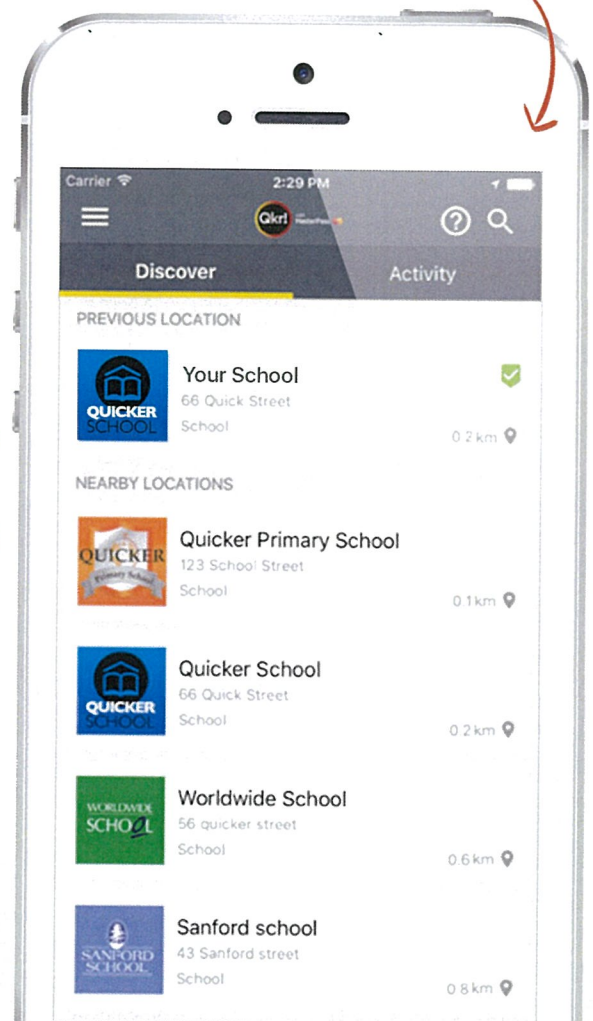 Carrier
2:29 PM
Qkr!
Discover
Activity
PREVIOUS LOCATION
QUICKER
SCHOOL
Your School
66 Quick Street
School
0.2 km
NEARBY LOCATIONS
QUICKER
Primary School
Quicker Primary School
123 School Street
School
0.1 km
QUICKER
SCHOOL
Quicker School
66 Quick Street
School
0.2 km
WORLDWIDE
SCHOOL
Worldwide School
56 quicker street
School
0.6 km
SANFORD
SCHOOL
Sanford school
43 Sanford street
School
0.8 km